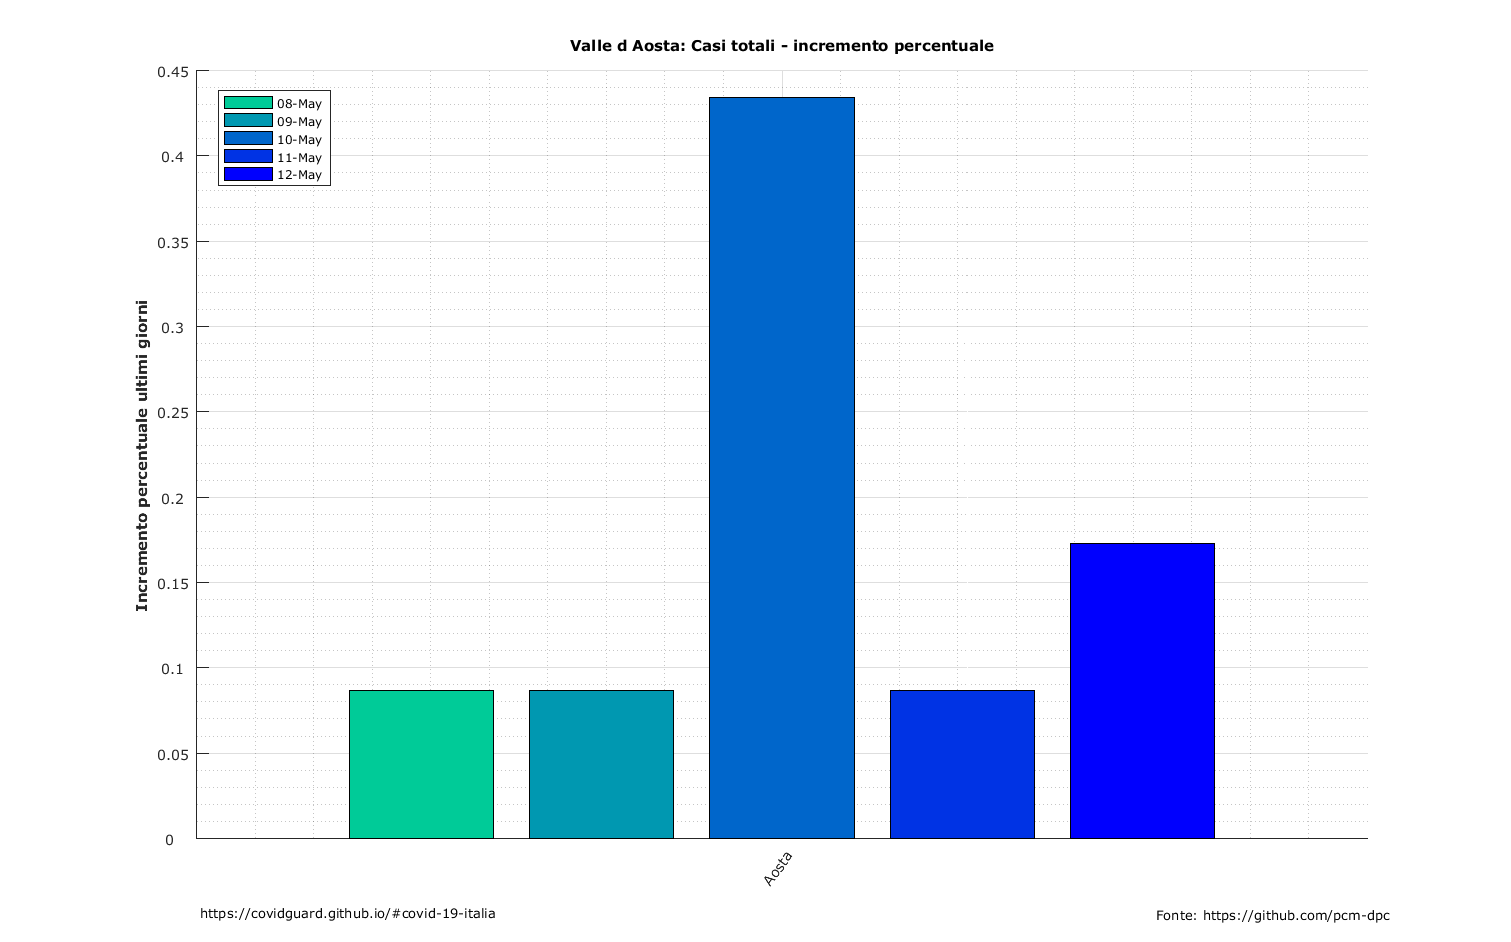 Valle d Aosta: Casi totali - incremento percentuale
0.45
0.4
0.35
0.3
0.25
0.2
0.15
0.1
0.05
0
Incremento percentuale ultimi giorni
08-May
09-May
10-May
11-May
12-May
Aosta
https://covidguard.github.io/#covid-19-italia
Fonte: https://github.com/pcm-dpc